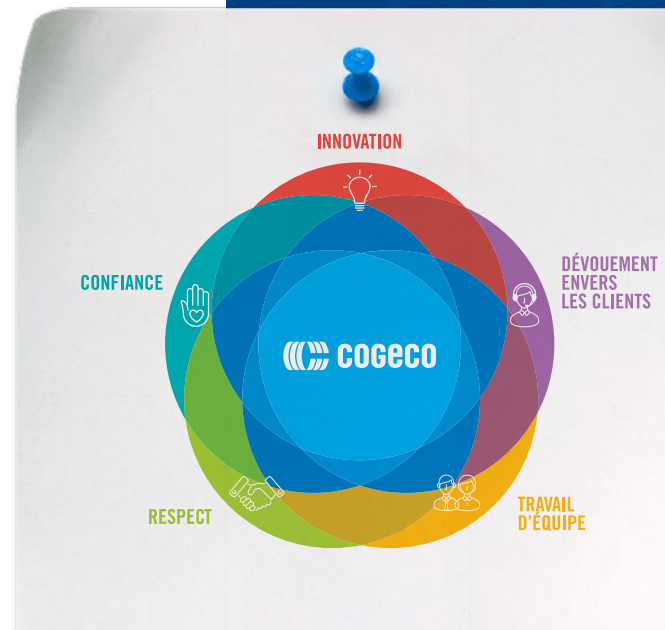 INNOVATION
CONFIANCE
DÉVOUEMENT
ENVERS
LES CLIENTS
COGECO
RESPECT
TRAVAIL
D'ÉQUIPE